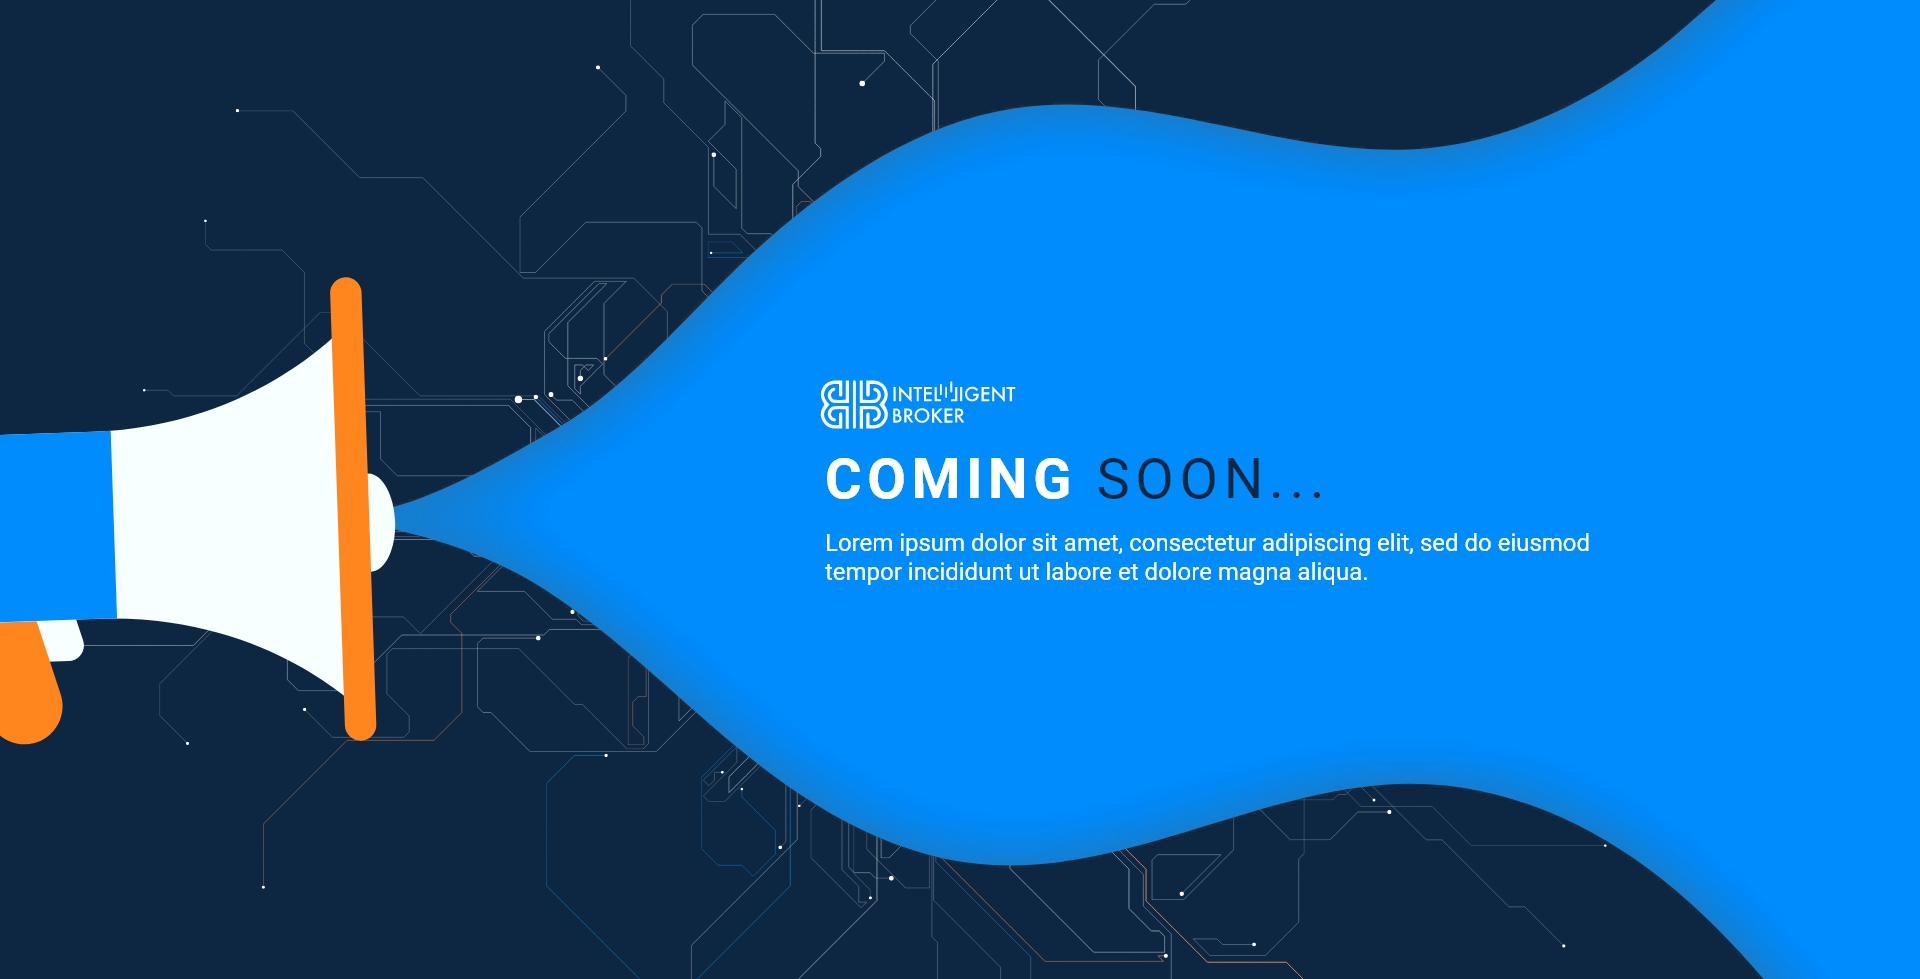 INTELLIGENT
BROKER
COMING SOON...
Lorem ipsum dolor sit amet, consectetur adipiscing elit, sed do eiusmod
tempor incididunt ut labore et dolore magna aliqua.